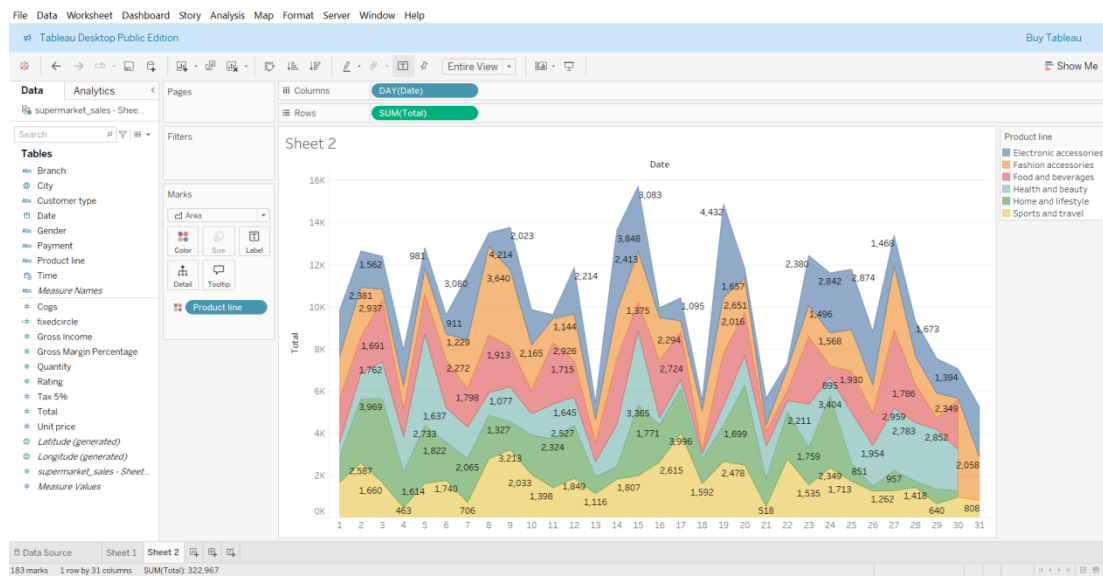 File Data Worksheet Dashboard Story Analysis Map Format Server Window Help
Tableau Desktop Public Edition Buy Tableau
Entire View Show Me
Data Analytics
supermarket_sales - Shee...
Search
Tables
Abc Branch
City
Abc Customer type
Date
Abc Gender
Abc Payment
Abc Product line
Time
Abc Measure Names
Cogs
fixedcircle
Gross Income
Gross Margin Percentage
Quantity
Rating
Tax 5%
Total
Unit price
Latitude (generated)
Longitude (generated)
supermarket_sales - Sheet...
Measure Values
Pages
Filters
Marks
Area
Color Size Label
Detail Tooltip
Product line
Columns DAY(Date)
Rows SUM(Total)
Sheet 2
Date
Total
16K
14K
12K
10K
8K
6K
4K
2K
0K
3,083
4,432
981 2,023 3,848 1,468
1,562 4,214 2,413 2,380
3,080 3,640 2,214 1,657 2,842 2,874
2,381 1,095 2,651
2,937 911 1,144 1,375 2,016 1,496
1,229 2,294 1,568 1,673
1,691 1,913 2,165 2,926
1,762 2,272 1,715 2,724 895 1,930 1,394
1,798 1,077 1,786
3,969 1,637 1,645 3,365 3,404 2,349
2,733 1,327 2,527 1,699 2,211 2,959
1,822 2,324 1,771 3,996 2,783 2,852
2,065 3,213 1,759 1,954 2,058
2,587 2,033 2,615 2,478 2,349 851 957
1,660 1,614 1,740 1,398 1,849 1,807 1,592 1,535 1,713 1,262 1,418
463 706 1,116 518 640 808
1 2 3 4 5 6 7 8 9 10 11 12 13 14 15 16 17 18 19 20 21 22 23 24 25 26 27 28 29 30 31
Product line
Electronic accessories
Fashion accessories
Food and beverages
Health and beauty
Home and lifestyle
Sports and travel
Data Source Sheet 1 Sheet 2
183 marks 1 row by 31 columns SUM(Total): 322.967